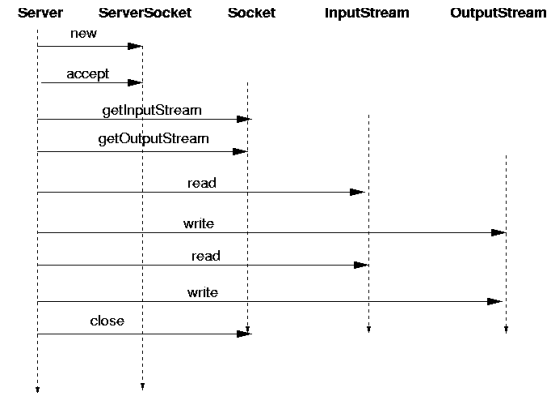 Server ServerSocket Socket InputStream OutputStream
new
accept
getInputStream
getOutputStream
read
write
read
write
close